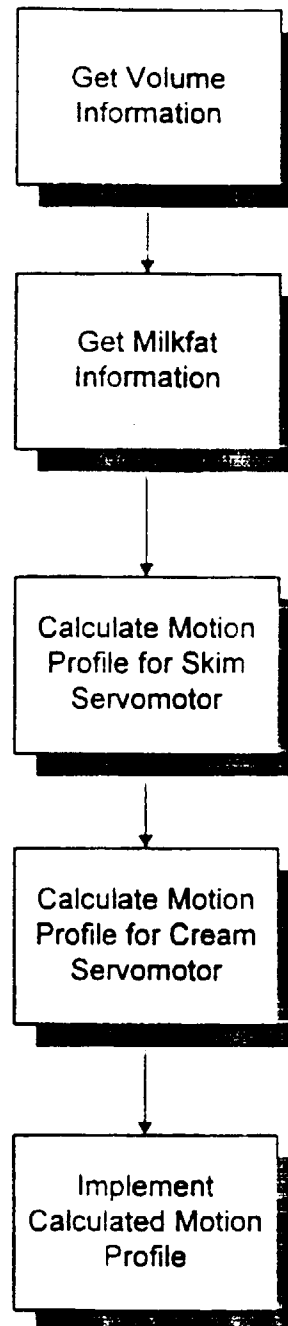 Get Volume
Information
Get Milkfat
Information
Calculate Motion
Profile for Skim
Servomotor
Calculate Motion
Profile for Cream
Servomotor
Implement
Calculated Motion
Profile